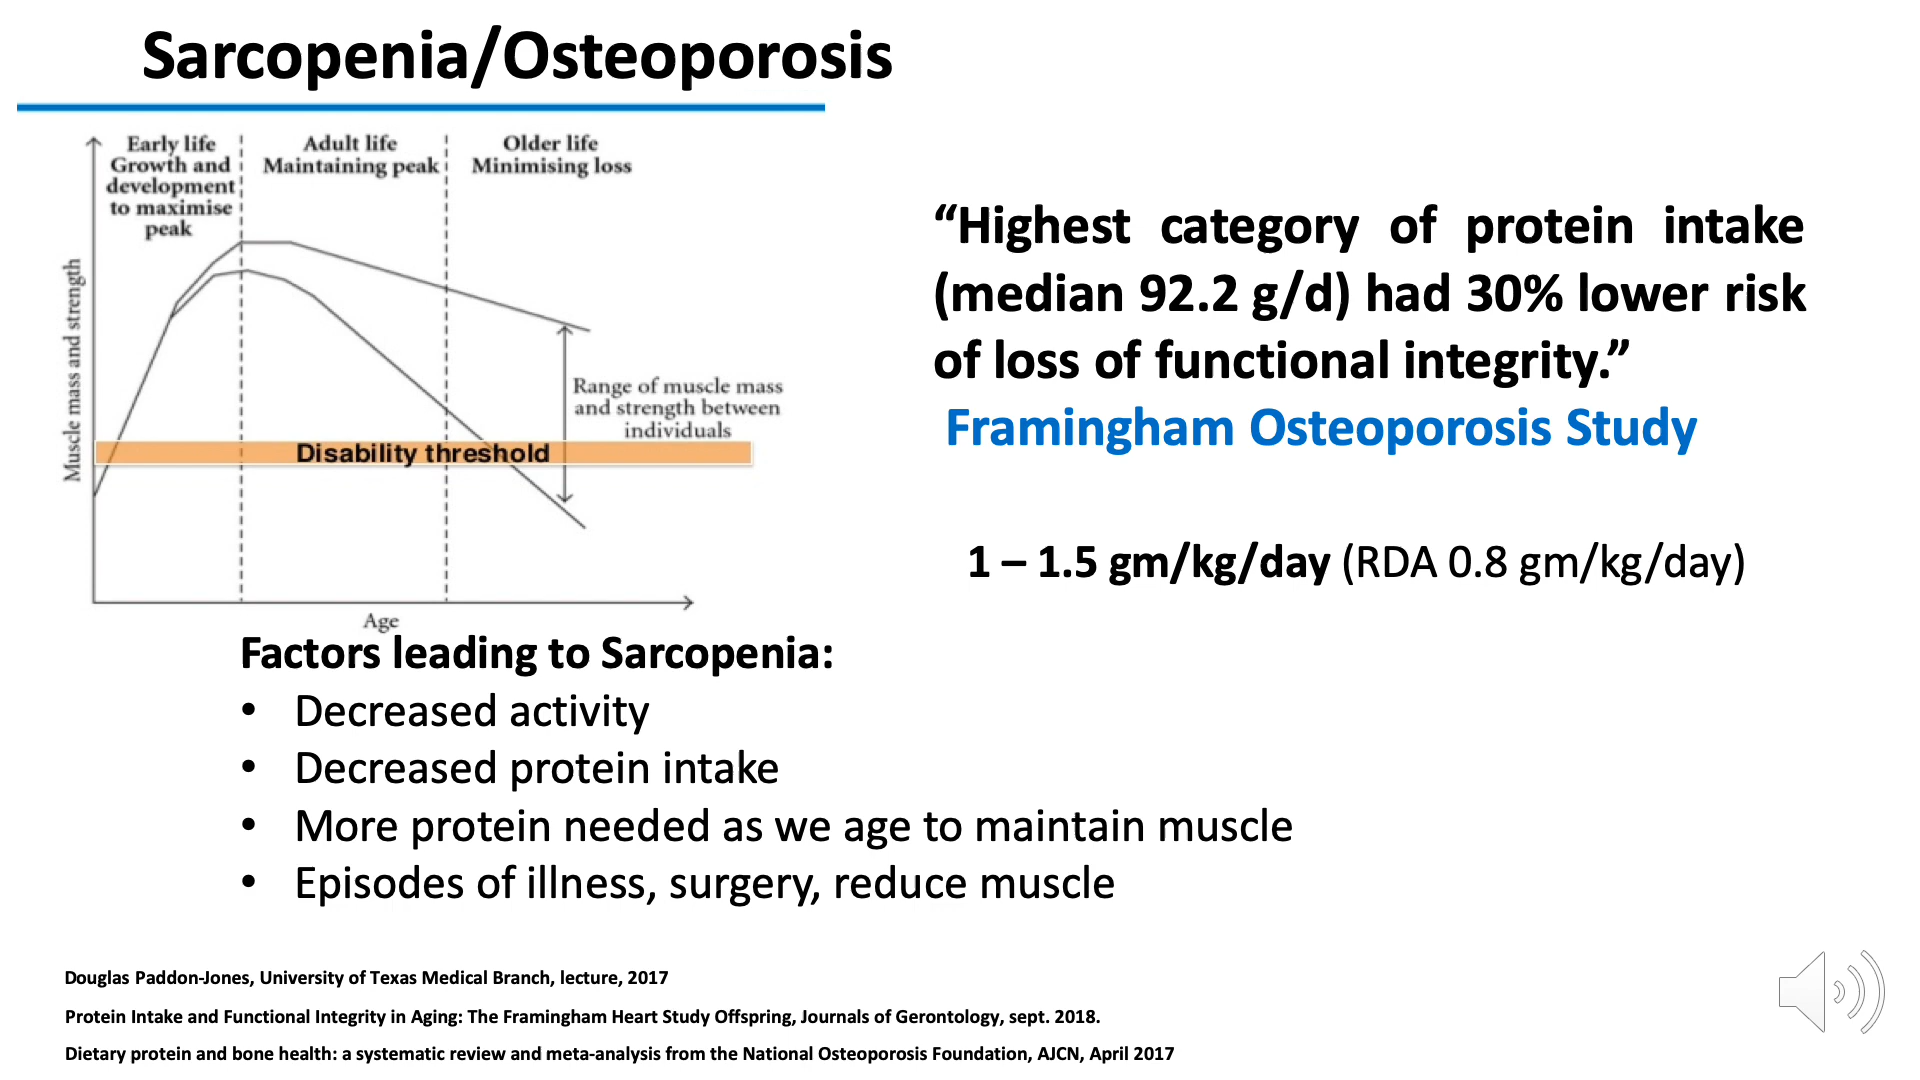 Sarcopenia/Osteoporosis
Early life
Growth and
development
to maximise
peak
Adult life
Maintaining peak
Older life
Minimising loss
Muscle mass and strength
Range of muscle mass
and strength between
individuals
Disability threshold
Age
“Highest category of protein intake
(median 92.2 g/d) had 30% lower risk
of loss of functional integrity.”
Framingham Osteoporosis Study
1 – 1.5 gm/kg/day (RDA 0.8 gm/kg/day)
Factors leading to Sarcopenia:
• Decreased activity
• Decreased protein intake
• More protein needed as we age to maintain muscle
• Episodes of illness, surgery, reduce muscle
Douglas Paddon-Jones, University of Texas Medical Branch, lecture, 2017
Protein Intake and Functional Integrity in Aging: The Framingham Heart Study Offspring, Journals of Gerontology, sept. 2018.
Dietary protein and bone health: a systematic review and meta-analysis from the National Osteoporosis Foundation, AJCN, April 2017